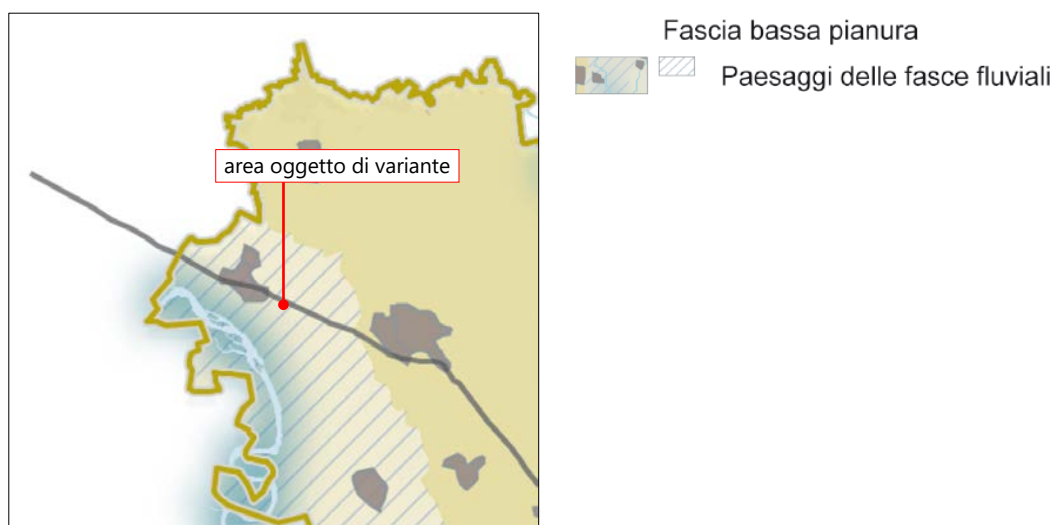 Fascia bassa pianura
Paesaggi delle fasce fluviali
area oggetto di variante